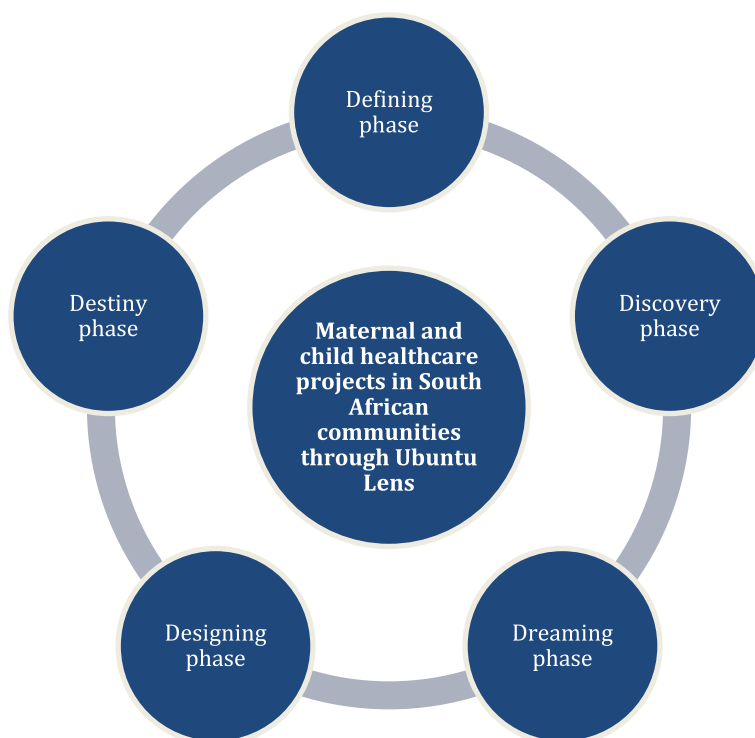 Defining
phase
Destiny
phase
Discovery
phase
Maternal and
child healthcare
projects in South
African
communities
through Ubuntu
Lens
Designing
phase
Dreaming
phase